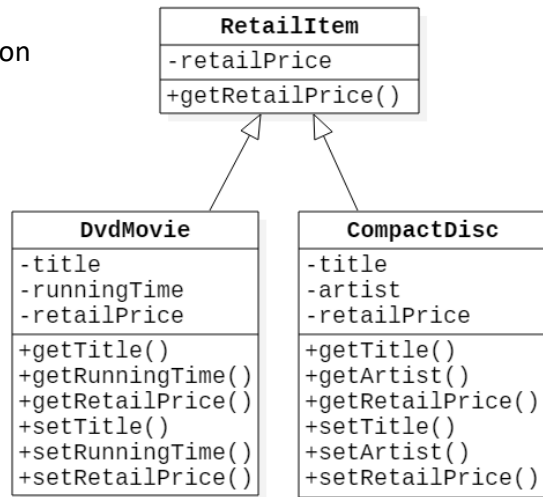 RetailItem
on
-retailPrice
+getRetailPrice()
DvdMovie
-title
-runningTime
-retailPrice
+getTitle()
+getRunningTime()
+getRetailPrice()
+setTitle()
+setRunningTime()
+setRetailPrice()
CompactDisc
-title
-artist
-retailPrice
+getTitle()
+getArtist()
+getRetailPrice()
+setTitle()
+setArtist()
+setRetailPrice()